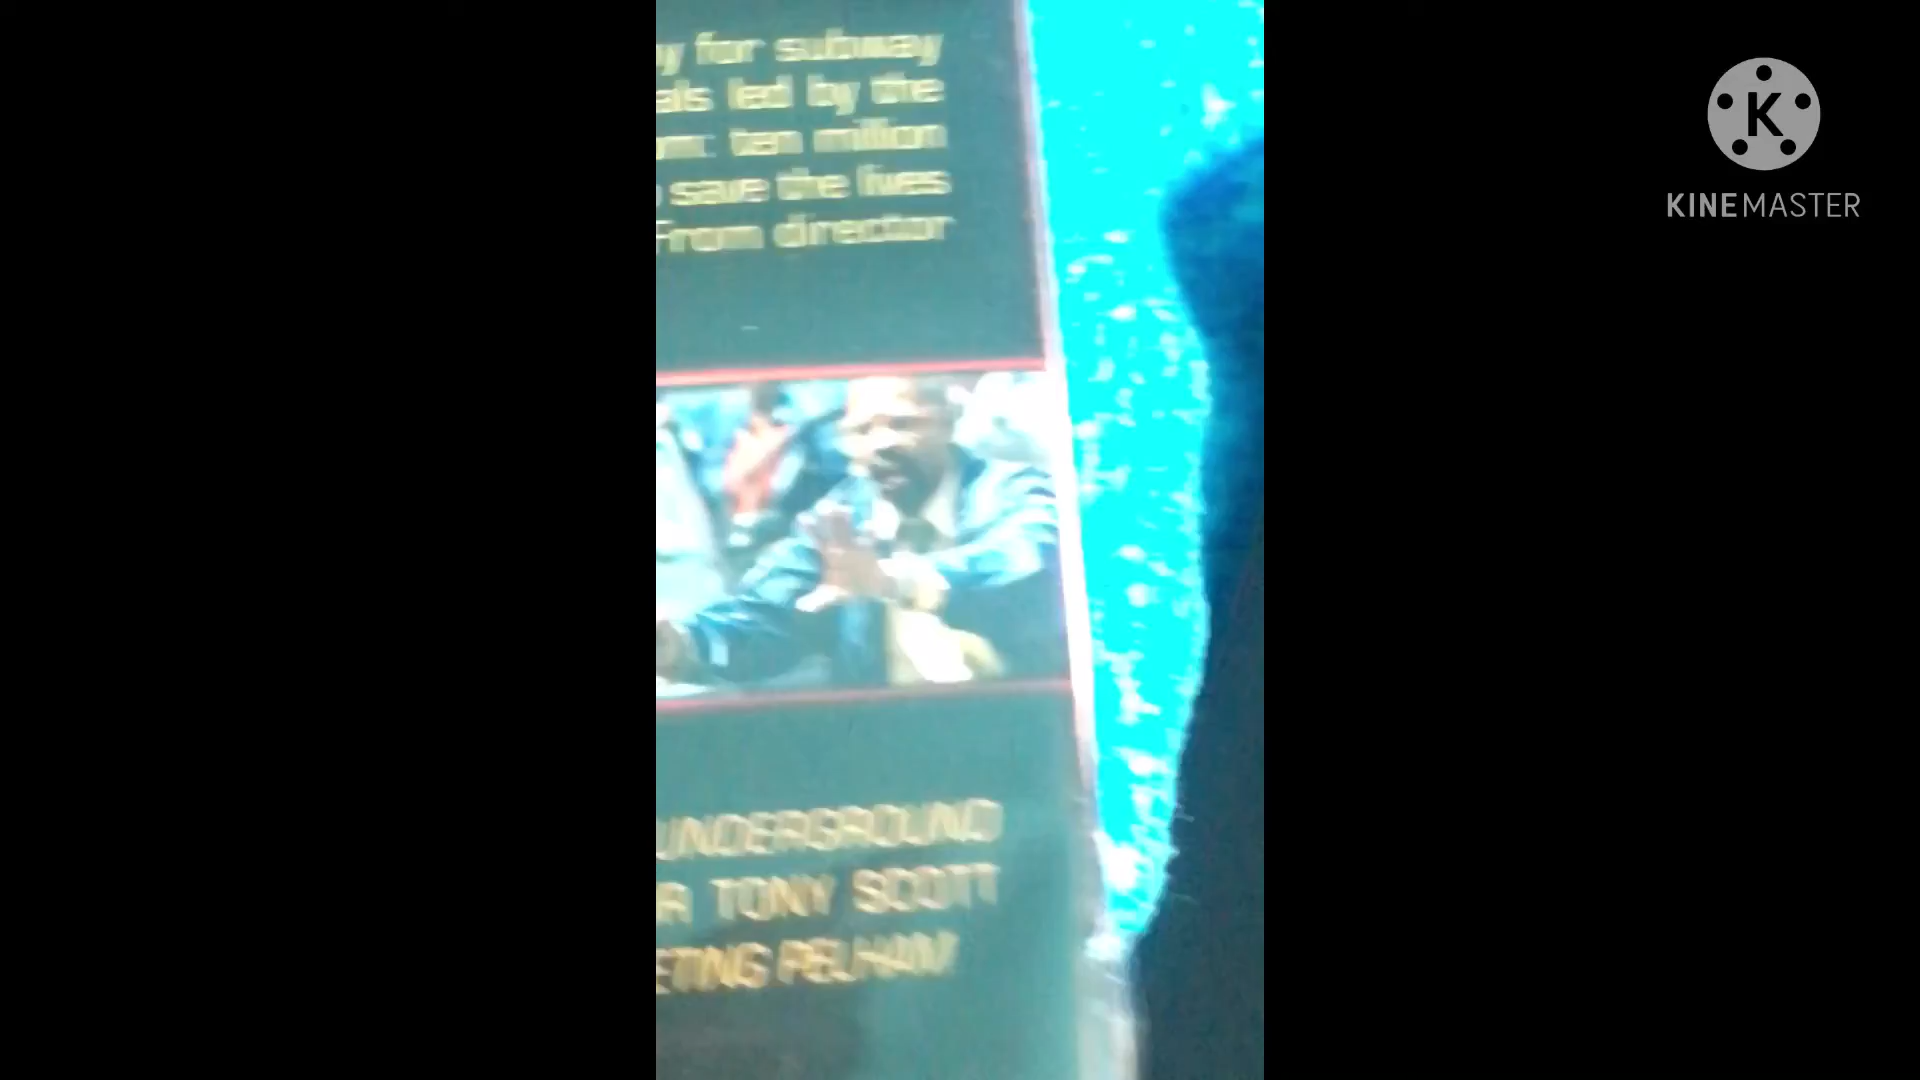 y for subway
als led by the
om: ten million
save the lives
From director
UNDERGROUND
R TONY SCOTT
ETING PELHAM
K
KINEMASTER